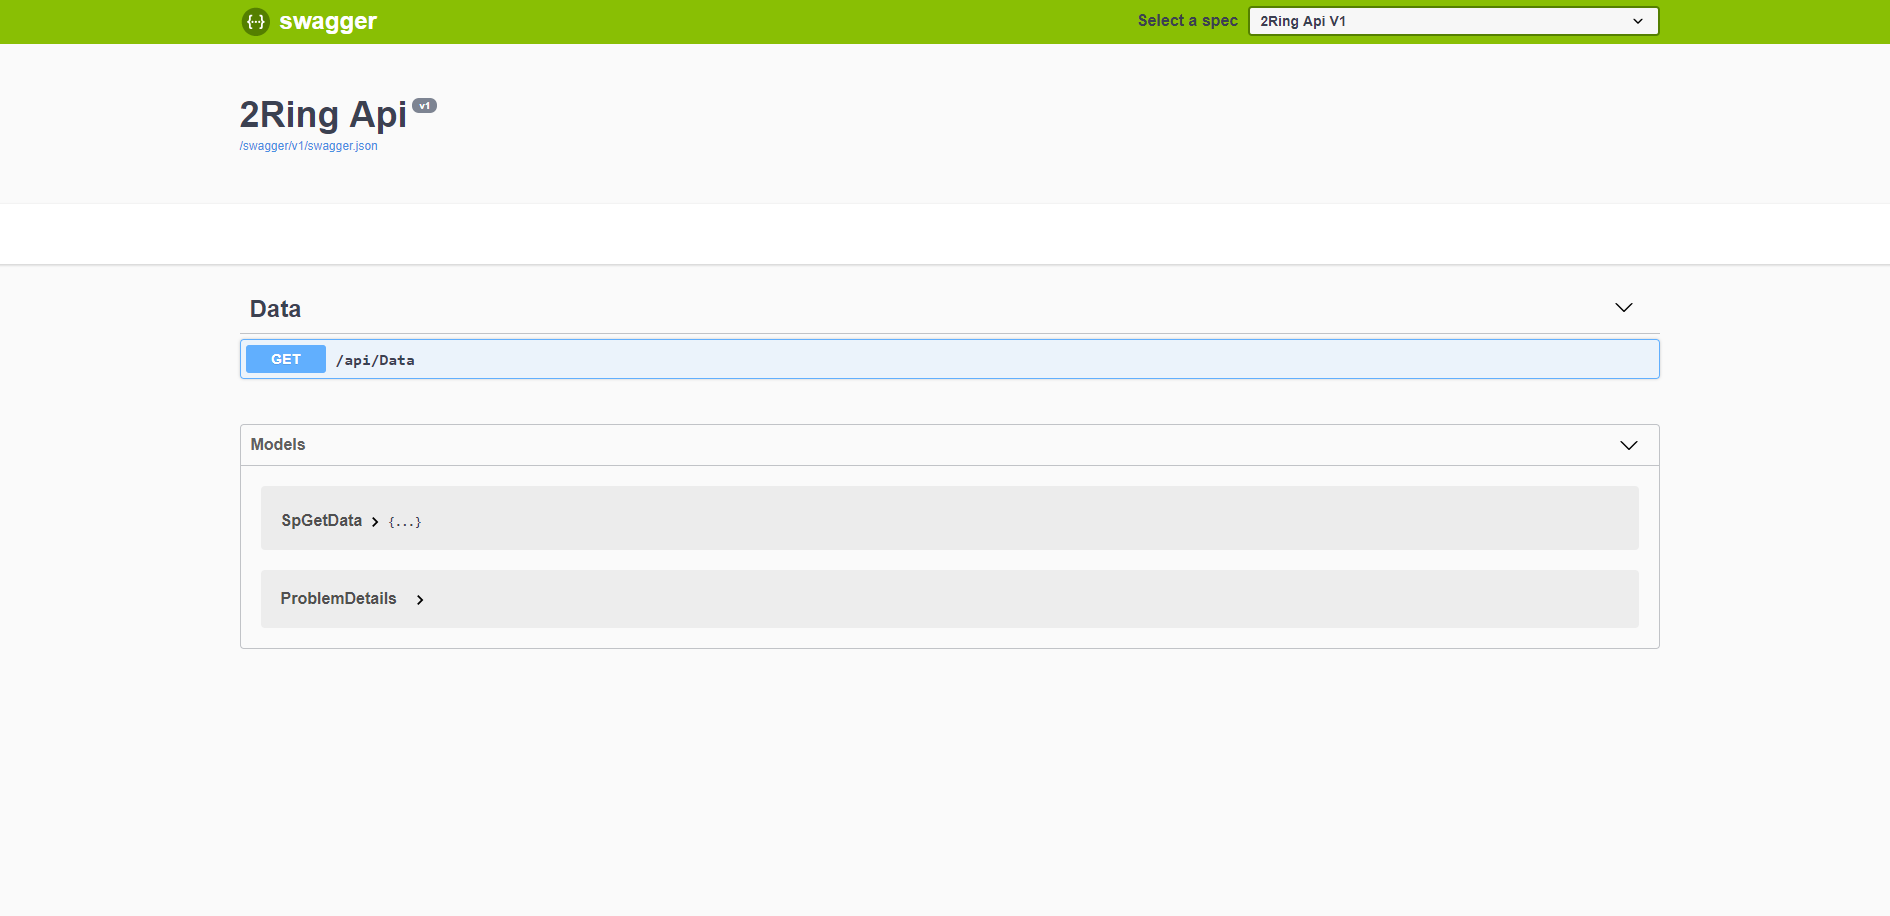 {··} swagger
Select a spec 2Ring Api V1
2Ring Api v1
/swagger/v1/swagger.json
Data
GET /api/Data
Models
SpGetData {...}
ProblemDetails